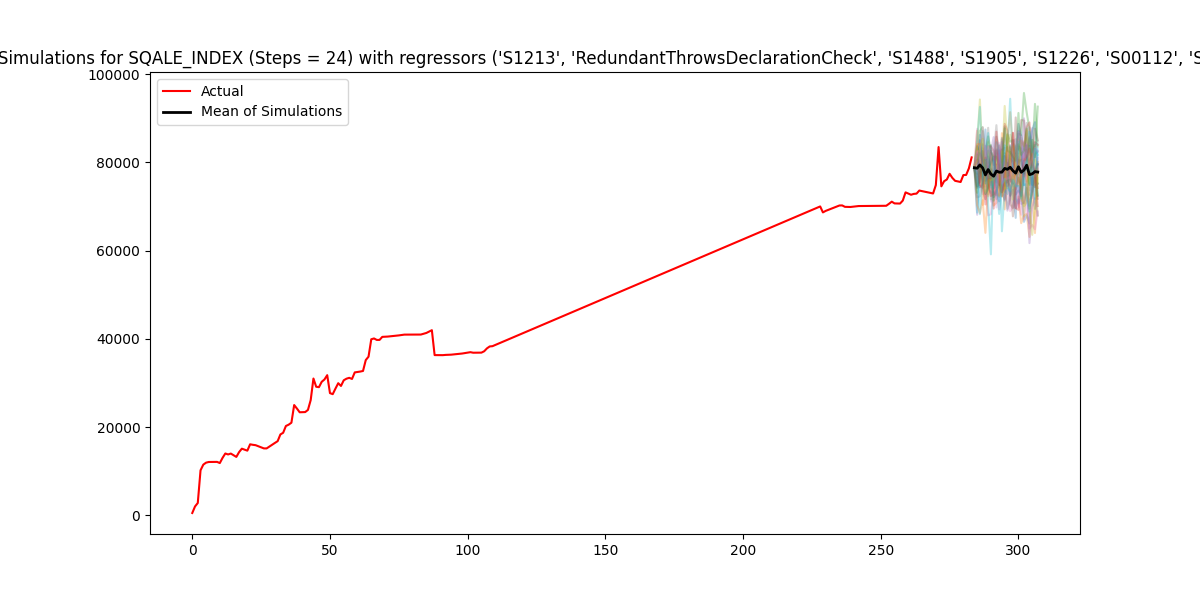 Simulations for SQALE_INDEX (Steps = 24) with regressors ('S1213', 'RedundantThrowsDeclarationCheck', 'S1488', 'S1905', 'S1226', 'S00112', 'S
Actual
Mean of Simulations
100000
80000
60000
40000
20000
0
0 50 100 150 200 250 300